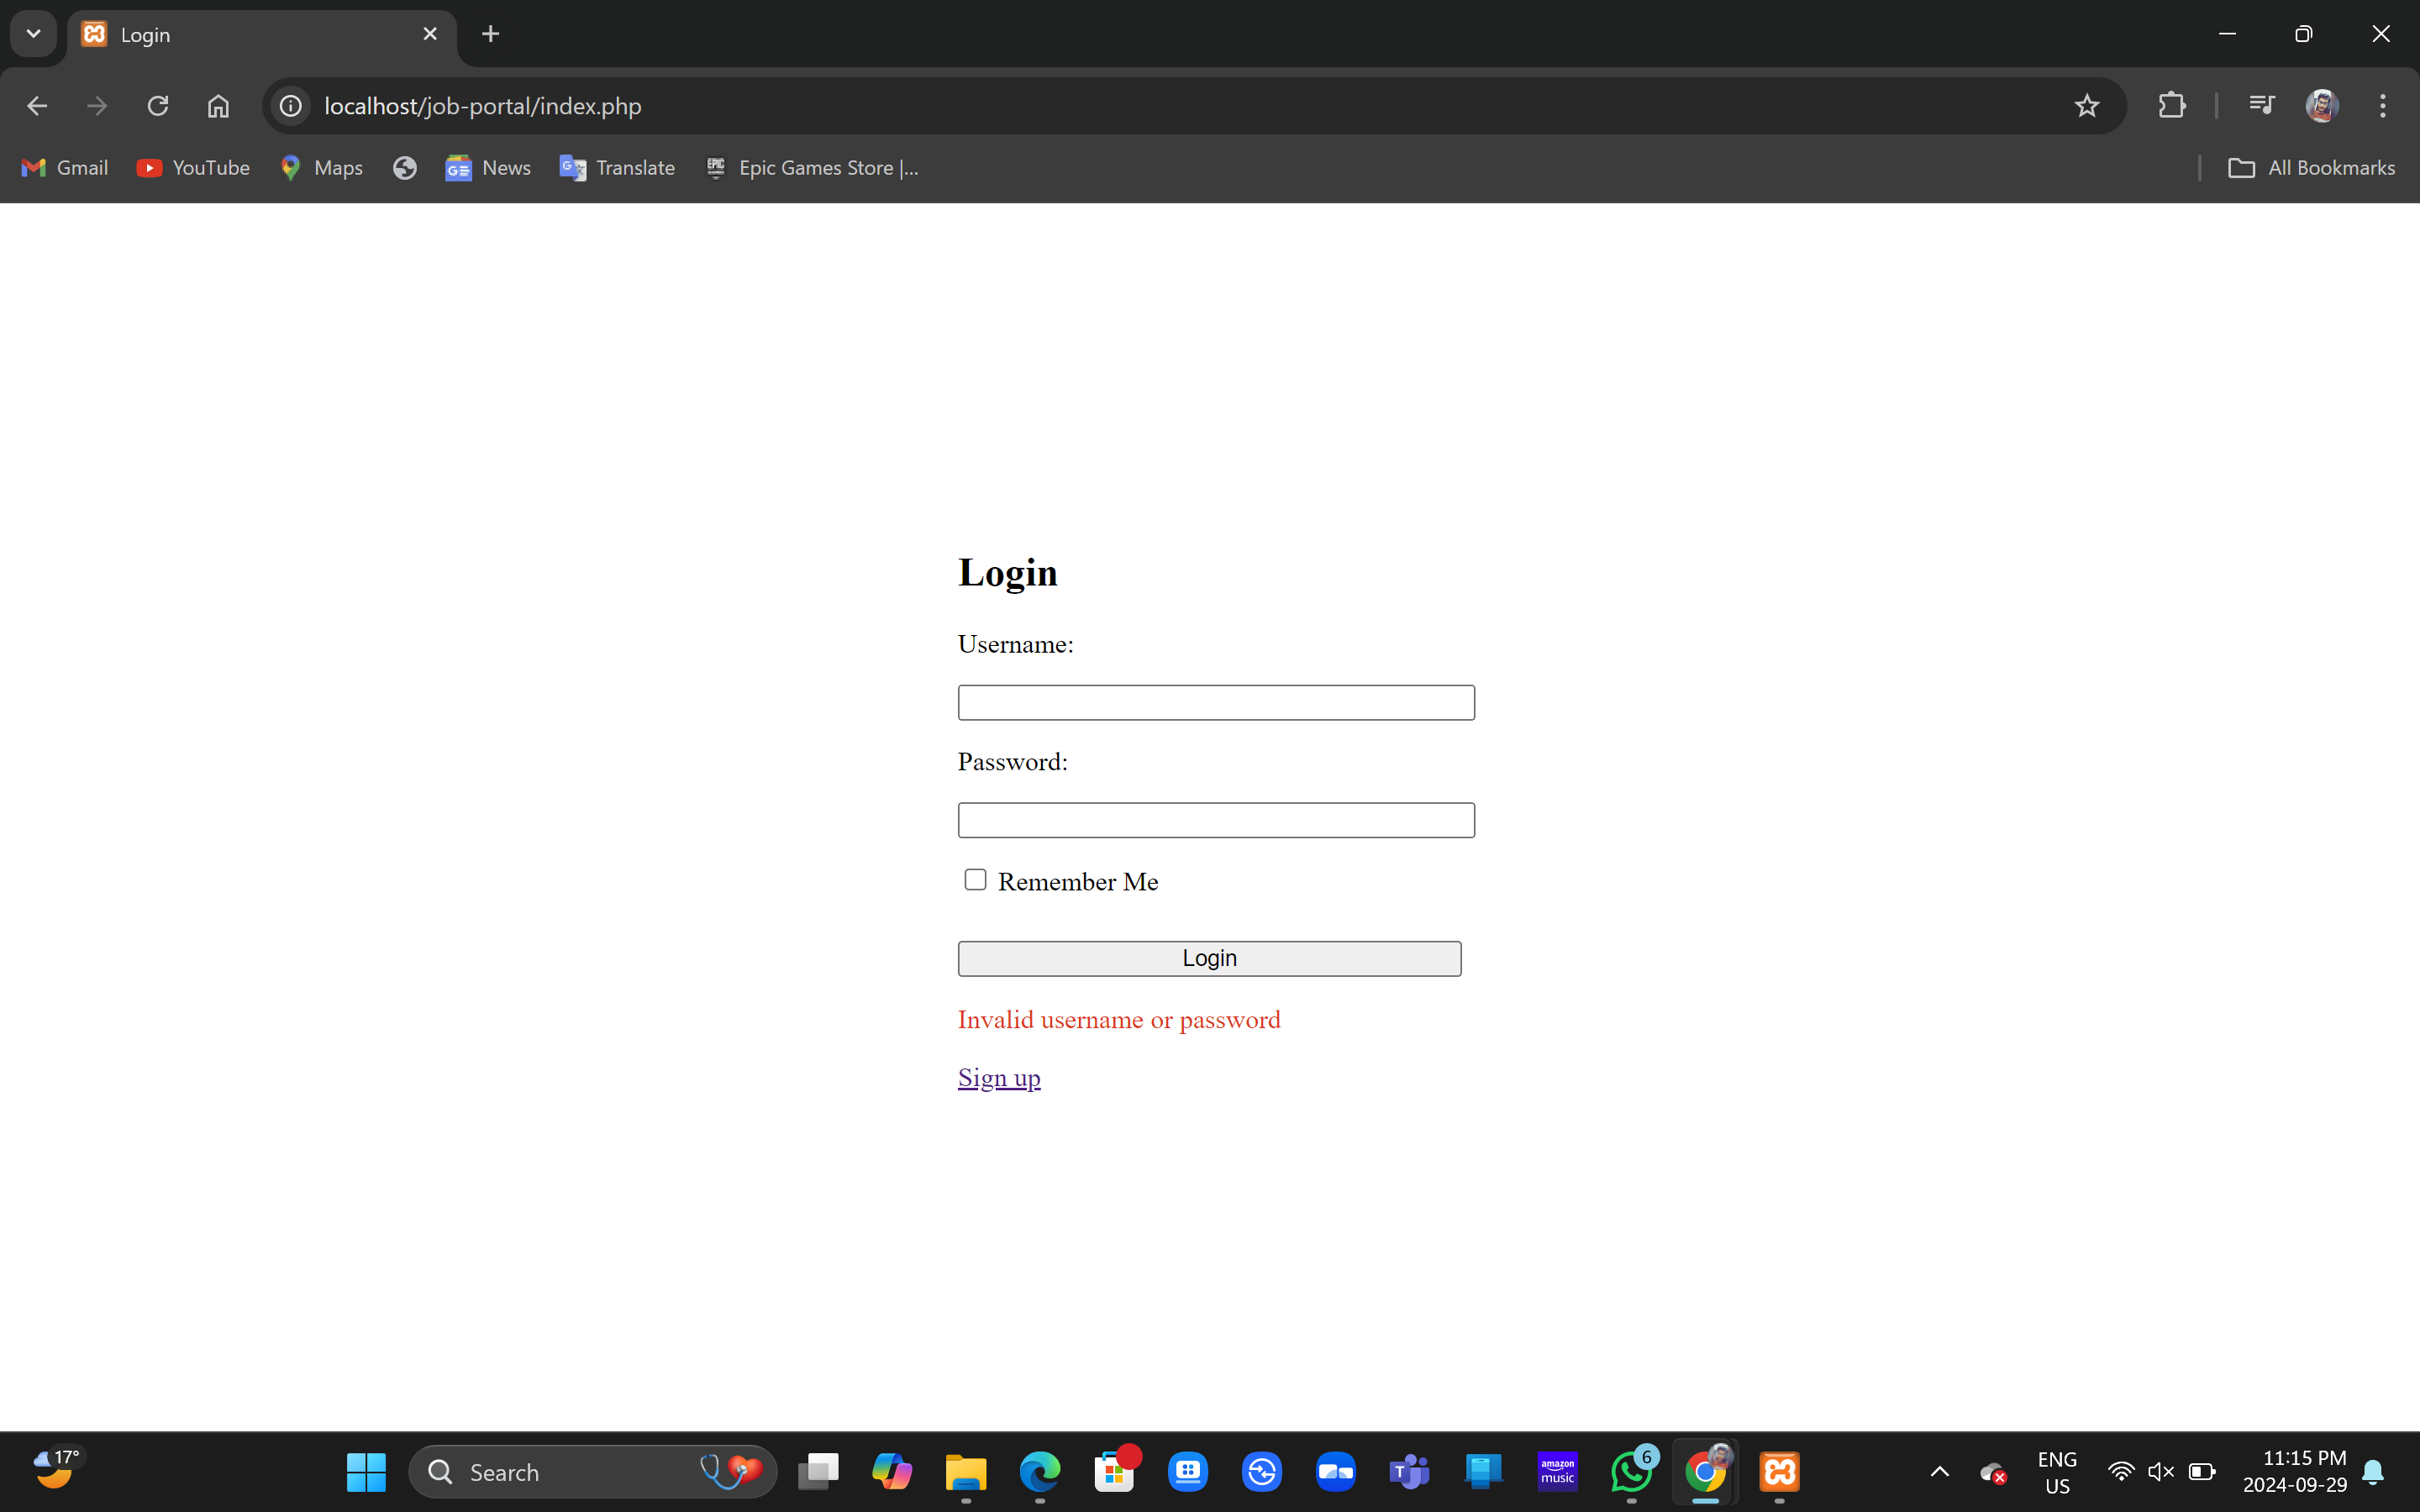 Login
localhost/job-portal/index.php
Gmail YouTube Maps News Translate Epic Games Store |... All Bookmarks
Login
Username:
Password:
Remember Me
Login
Invalid username or password
Sign up
17°
Search
amazon music
6
ENG
US
11:15 PM
2024-09-29